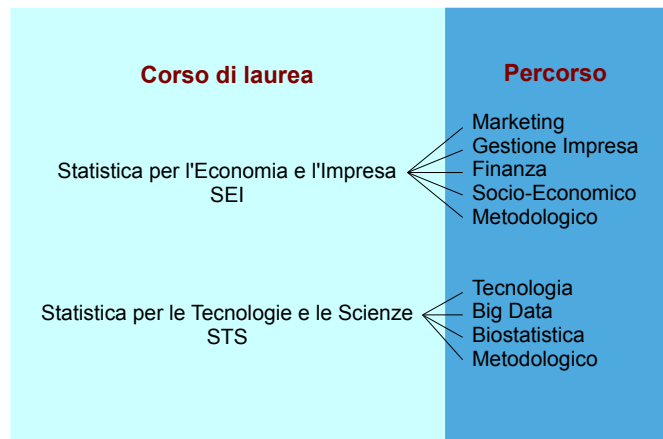 Corso di laurea
Percorso
Statistica per l'Economia e l'Impresa
SEI
Marketing
Gestione Impresa
Finanza
Socio-Economico
Metodologico
Statistica per le Tecnologie e le Scienze
STS
Tecnologia
Big Data
Biostatistica
Metodologico